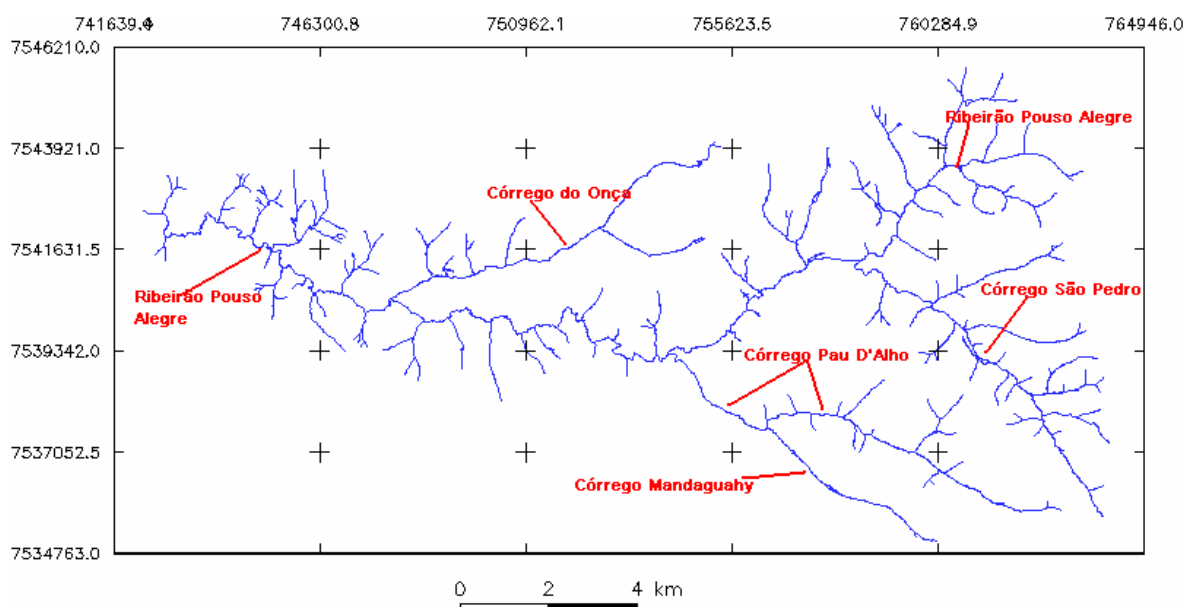 741639.4 746300.8 750962.1 755623.5 760284.9 764946.0
7546210.0
Ribeirão Pouso Alegre
7543921.0
Córrego do Onça
7541631.5
Córrego São Pedro
Ribeirão Pouso
Alegre
7539342.0
Córrego Pau D'Alho
7537052.5
Córrego Mandaguahy
7534763.0
0 2 4 km